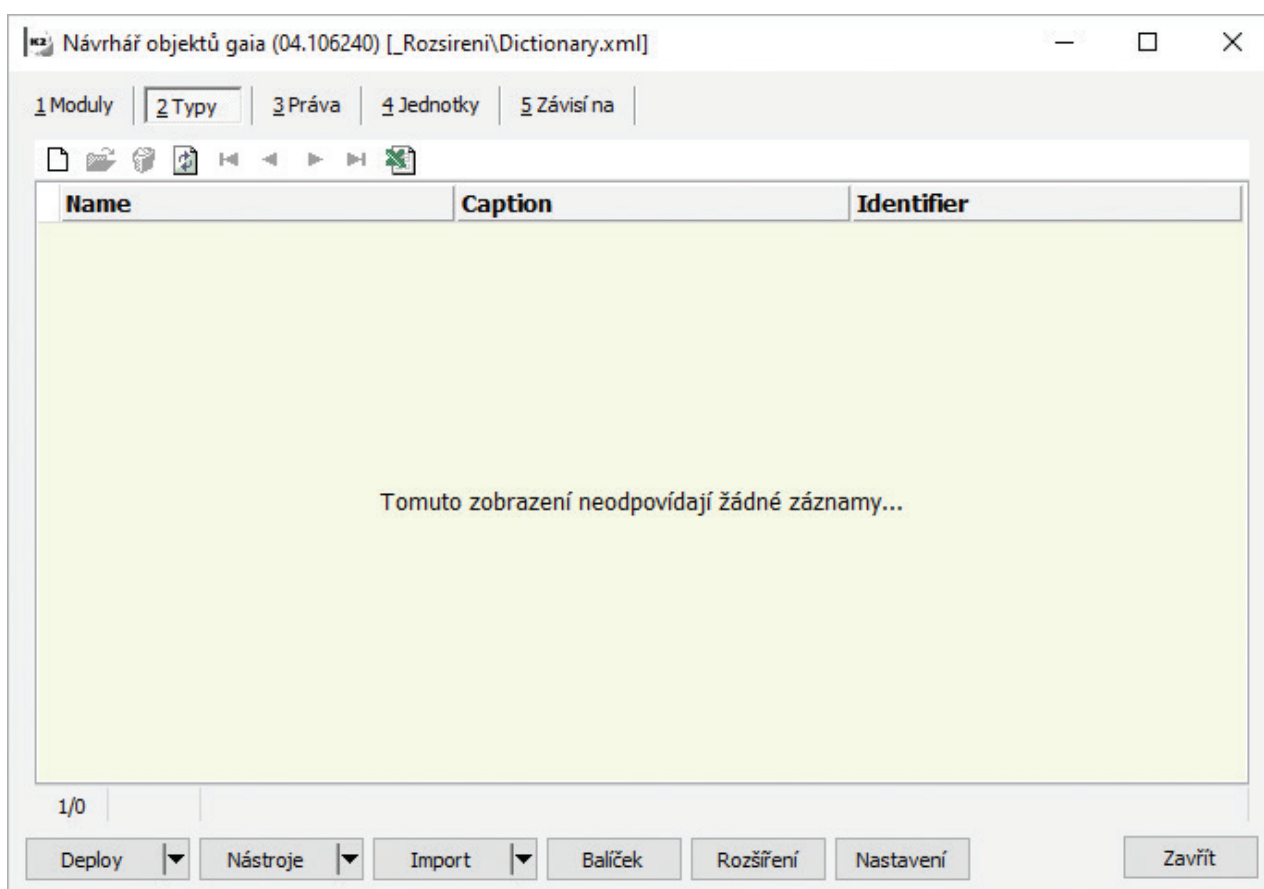 K2 Návrhář objektů gaia (04.106240) [_Rozsireni\Dictionary.xml]
1 Moduly 2 Typy 3 Práva 4 Jednotky 5 Závisí na
Name Caption Identifier
Tomuto zobrazení neodpovídají žádné záznamy...
1/0
Deploy Nástroje Import Balíček Rozšíření Nastavení Zavřít